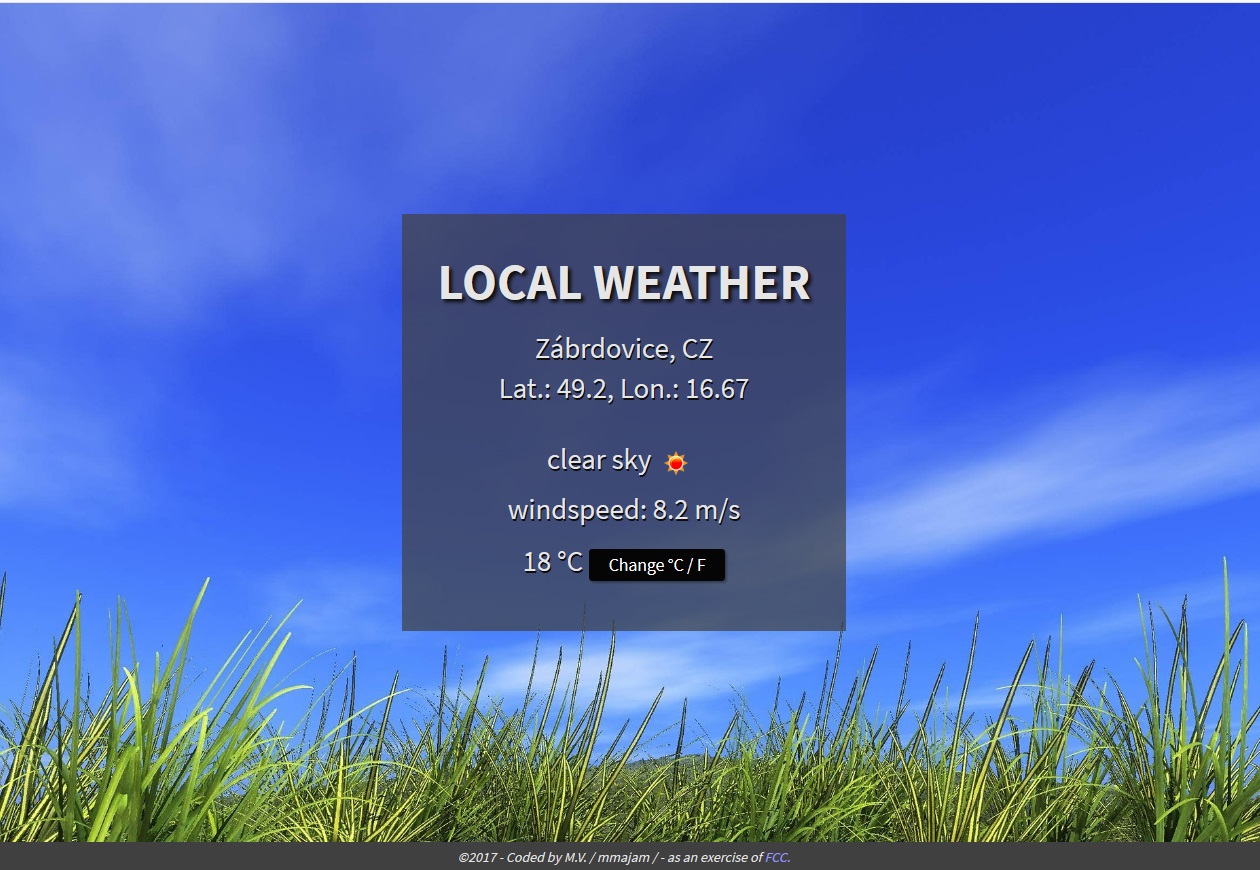 LOCAL WEATHER
Zábrdovice, CZ
Lat.: 49.2, Lon.: 16.67
clear sky
windspeed: 8.2 m/s
18 °C Change °C / F
©2017 - Coded by M.V. / mmajam / - as an exercise of FCC.